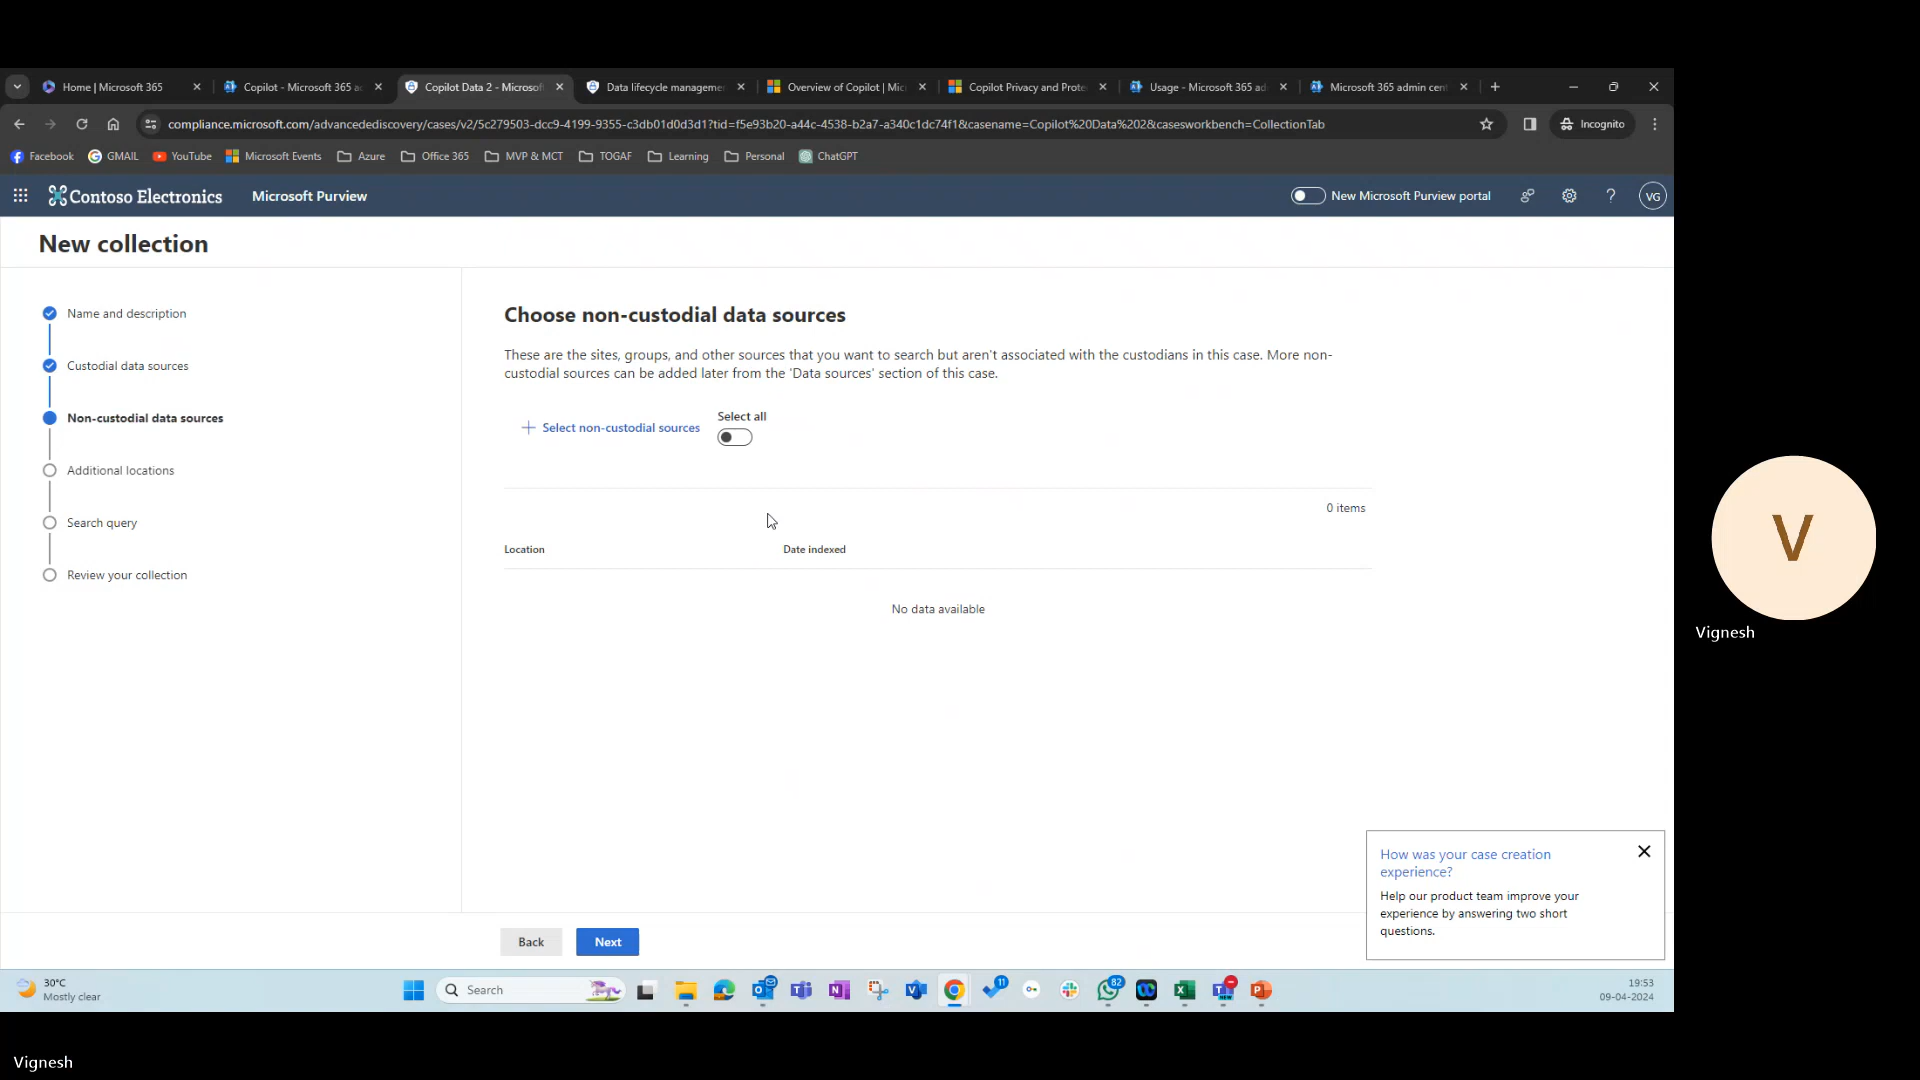 Home | Microsoft 365
Copilot - Microsoft 365 a
Copilot Data 2 - Microsof
Data lifecycle manageme
Overview of Copilot | Mic
Copilot Privacy and Prote
Usage - Microsoft 365 ad
Microsoft 365 admin cen
compliance.microsoft.com/advancedediscovery/cases/v2/5c279503-dcc9-4199-9355-c3db01d0d3d1?tid=f5e93b20-a44c-4538-b2a7-a340c1dc74f1&casename=Copilot%20Data%202&casesworkbench=CollectionTab
Incognito
Facebook
GMAIL
YouTube
Microsoft Events
Azure
Office 365
MVP & MCT
TOGAF
Learning
Personal
ChatGPT
Contoso Electronics
Microsoft Purview
New Microsoft Purview portal
?
VG
New collection
Name and description
Custodial data sources
Non-custodial data sources
Additional locations
Search query
Review your collection
Choose non-custodial data sources
These are the sites, groups, and other sources that you want to search but aren't associated with the custodians in this case. More non-
custodial sources can be added later from the 'Data sources' section of this case.
Select non-custodial sources
Select all
0 items
Location
Date indexed
No data available
How was your case creation
experience?
Help our product team improve your
experience by answering two short
questions.
Back
Next
30°C
Mostly clear
Search
11
82
NEW
19:53
09-04-2024
V
Vignesh
Vignesh